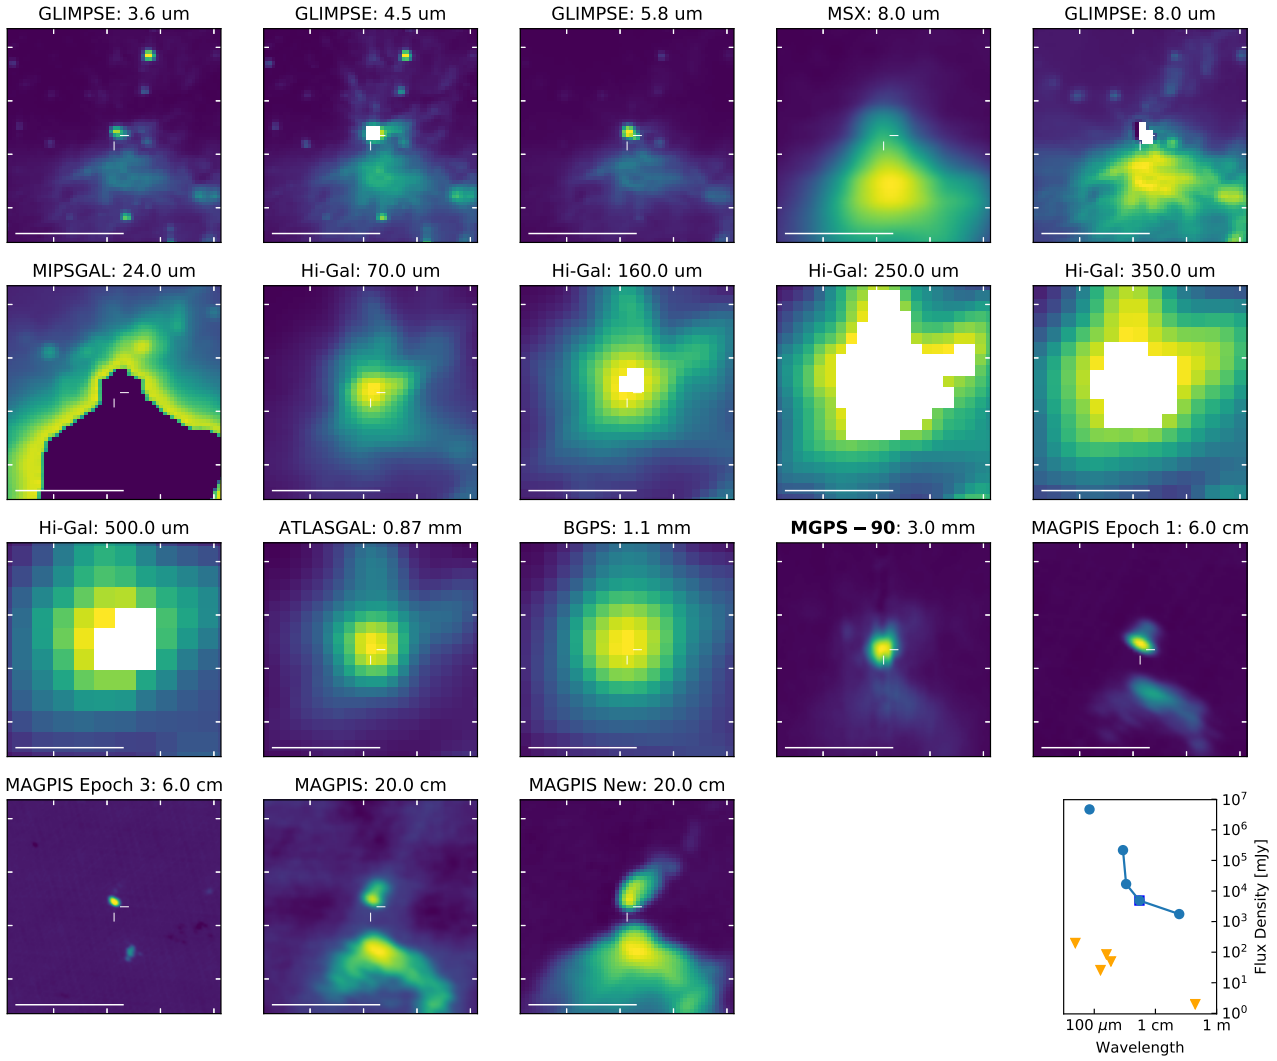 GLIMPSE: 3.6 um
GLIMPSE: 4.5 um
GLIMPSE: 5.8 um
MSX: 8.0 um
GLIMPSE: 8.0 um
MIPSGAL: 24.0 um
Hi-Gal: 70.0 um
Hi-Gal: 160.0 um
Hi-Gal: 250.0 um
Hi-Gal: 350.0 um
Hi-Gal: 500.0 um
ATLASGAL: 0.87 mm
BGPS: 1.1 mm
MGPS − 90: 3.0 mm
MAGPIS Epoch 1: 6.0 cm
MAGPIS Epoch 3: 6.0 cm
MAGPIS: 20.0 cm
MAGPIS New: 20.0 cm
10⁷
10⁶
10⁵
10⁴
10³
10²
10¹
10⁰
Flux Density [mJy]
100 μm
1 cm
1 m
Wavelength